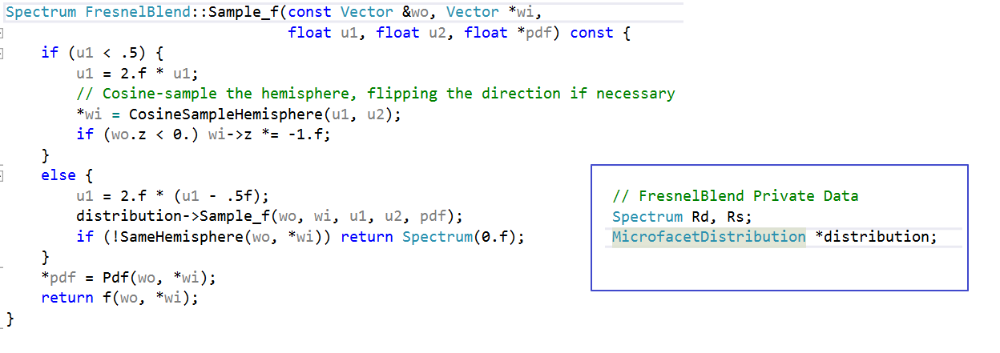 Spectrum FresnelBlend::Sample_f(const Vector &wo, Vector *wi,
float u1, float u2, float *pdf) const {
if (u1 < .5) {
u1 = 2.f * u1;
// Cosine-sample the hemisphere, flipping the direction if necessary
*wi = CosineSampleHemisphere(u1, u2);
if (wo.z < 0.) wi->z *= -1.f;
}
else {
u1 = 2.f * (u1 - .5f);
distribution->Sample_f(wo, wi, u1, u2, pdf);
if (!SameHemisphere(wo, *wi)) return Spectrum(0.f);
}
*pdf = Pdf(wo, *wi);
return f(wo, *wi);
}
// FresnelBlend Private Data
Spectrum Rd, Rs;
MicrofacetDistribution *distribution;